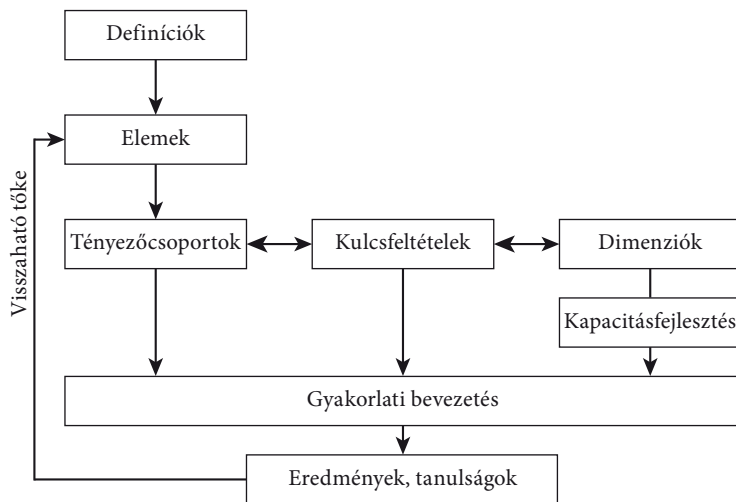 Definíciók
Elemek
Visszaható tőke
Tényezőcsoportok
Kulcsfeltételek
Dimenziók
Kapacitásfejlesztés
Gyakorlati bevezetés
Eredmények, tanulságok